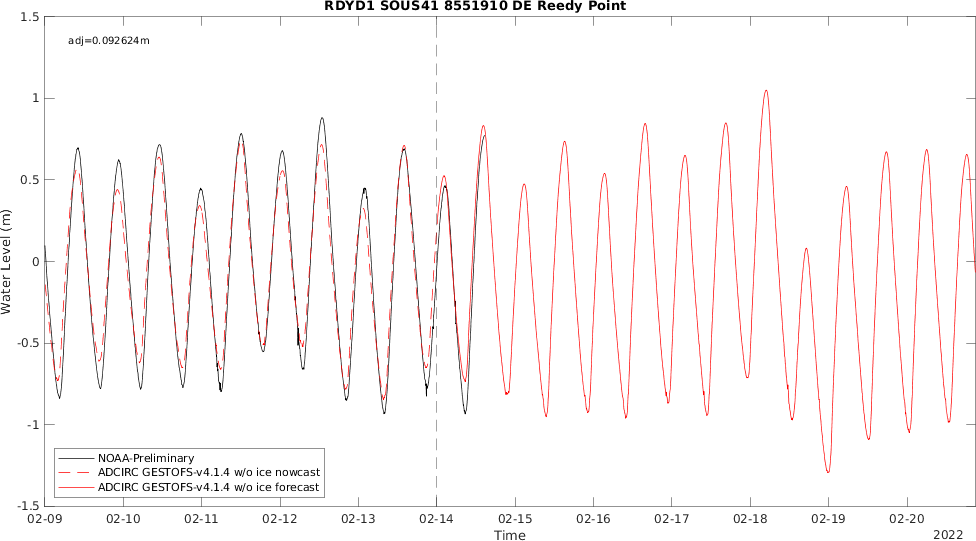 RDYD1 SOUS41 8551910 DE Reedy Point
adj=0.092624m
Water Level (m)
1.5
1
0.5
0
-0.5
-1
-1.5
NOAA-Preliminary
ADCIRC GESTOFS-v4.1.4 w/o ice nowcast
ADCIRC GESTOFS-v4.1.4 w/o ice forecast
02-09 02-10 02-11 02-12 02-13 02-14 02-15 02-16 02-17 02-18 02-19 02-20
Time
2022